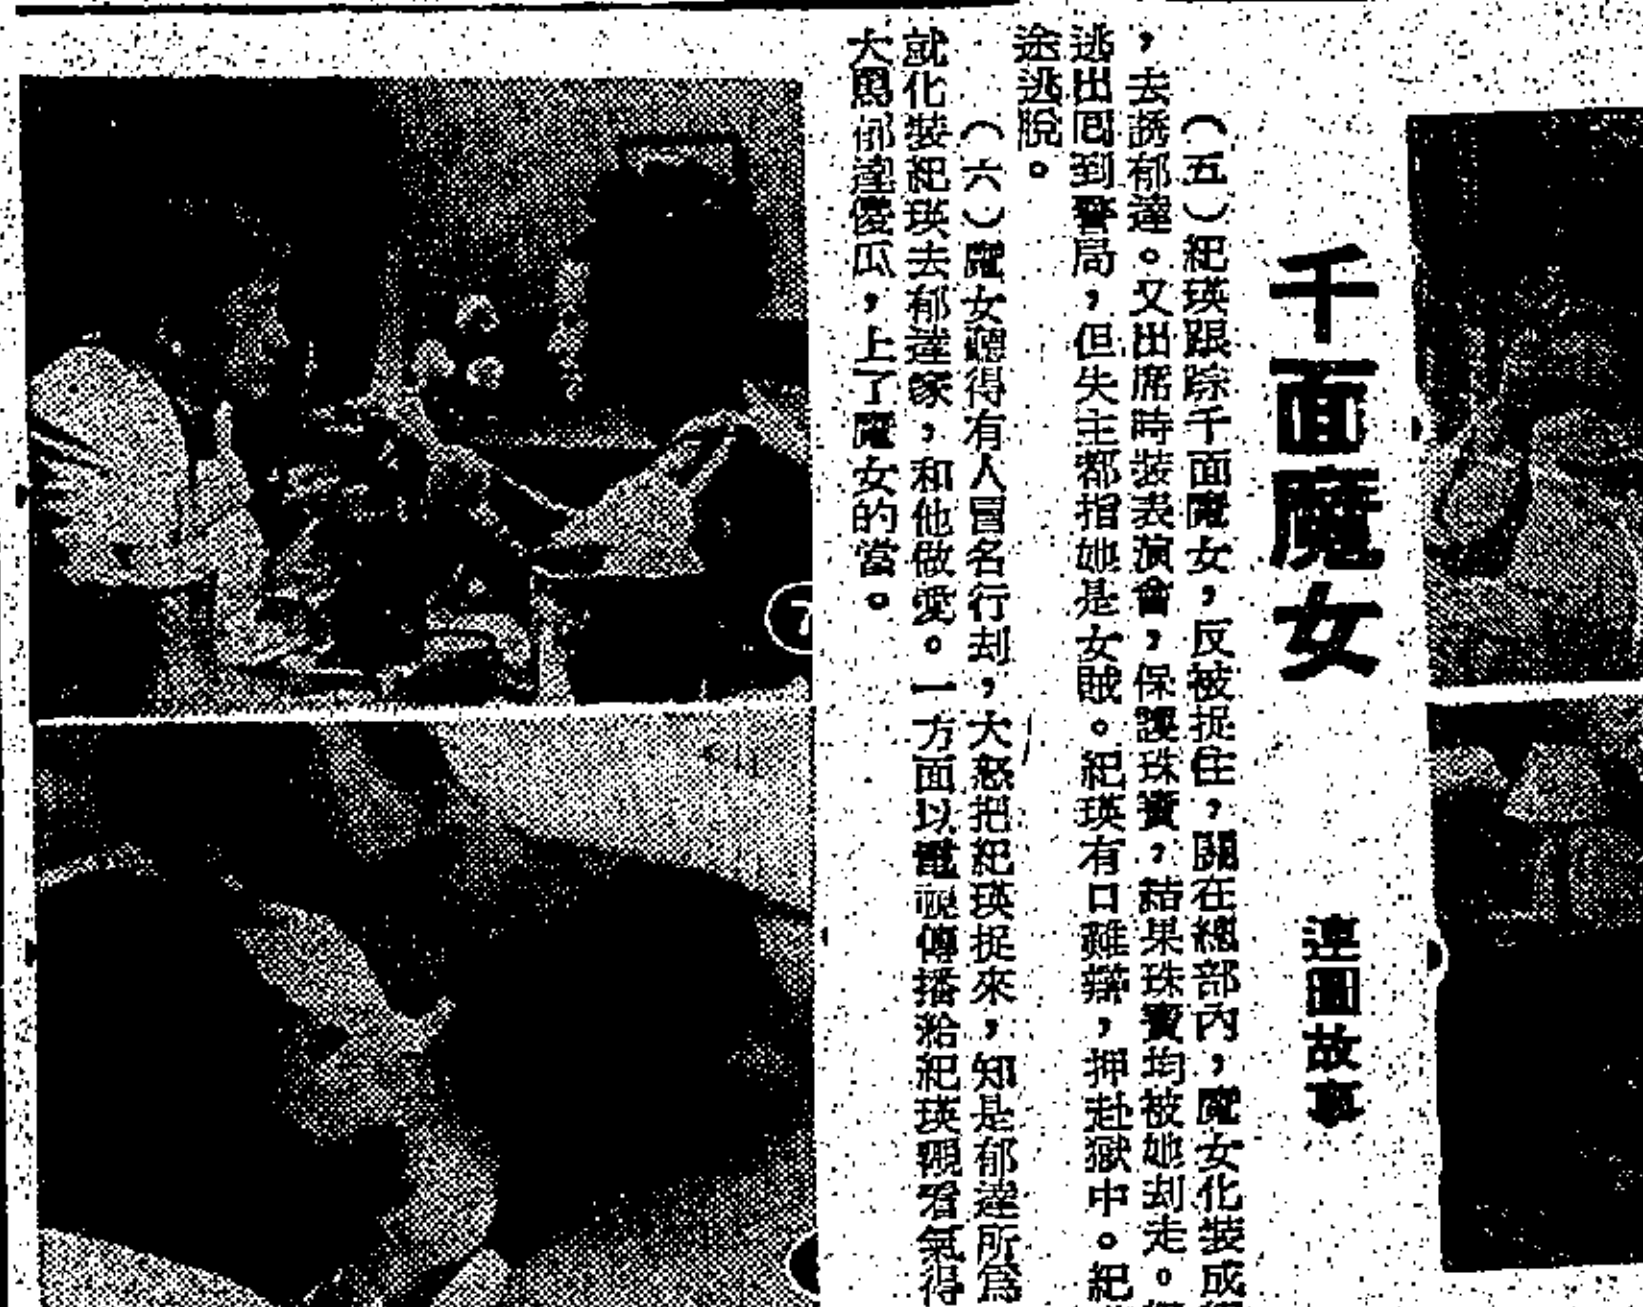 千面魔女
連圖故事
(五)紀瑛跟踪千面魔女,反被捉住,關在總部內,魔女化裝成
,去誘郁達。又出席時裝表演會,保護珠寶,結果珠寶均被她刦走。
逃出囘到警局,但失主都指她是女賊。紀瑛有口難辯,押赴獄中。紀
途逃脫。
(六)魔女聽得有人冒名行刦,大怒把紀瑛捉來,知是郁達所爲
就化裝紀瑛去郁達家,和他做愛。一方面以電視傳播給紀瑛觀看氣得
大罵郁達傻瓜,上了魔女的當。
7